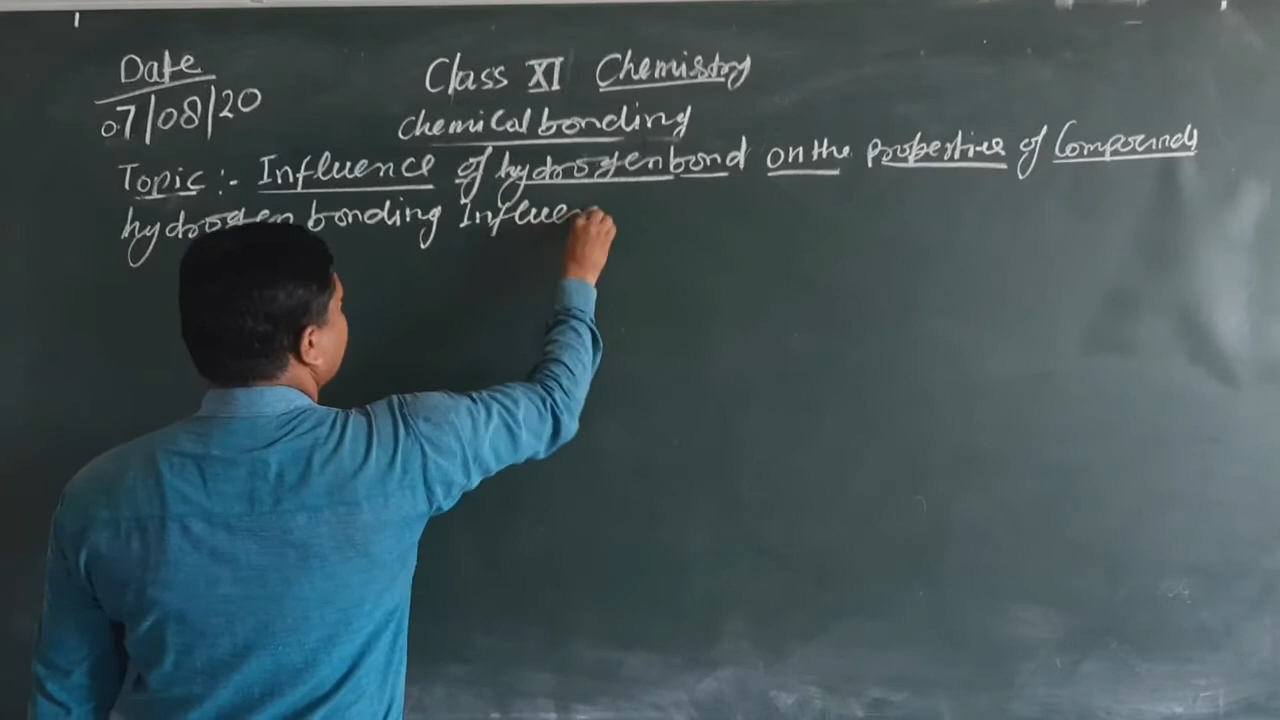 Date
07/08/20
Class XI Chemistry
Chemical bonding
Topic :- Influence of hydrogen bond on the properties of Compounds
hydrogen bonding Influen